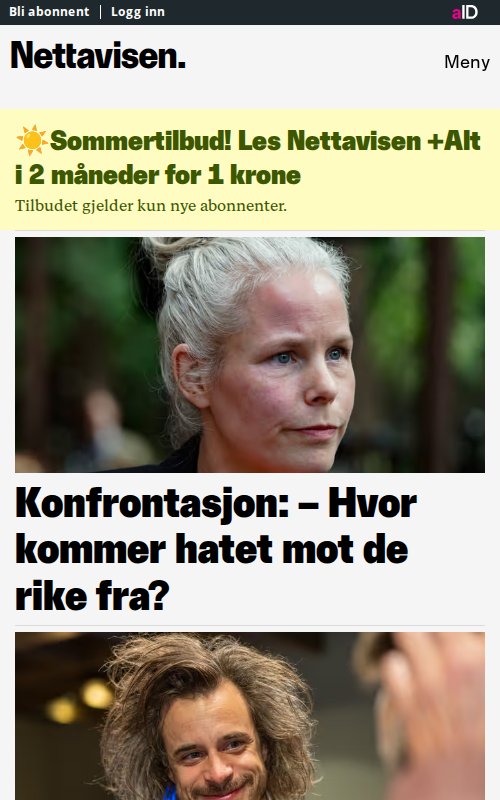 Bli abonnent | Logg inn
aID
Nettavisen.
Meny
☀️Sommertilbud! Les Nettavisen +Alt
i 2 måneder for 1 krone
Tilbudet gjelder kun nye abonnenter.
Konfrontasjon: – Hvor
kommer hatet mot de
rike fra?